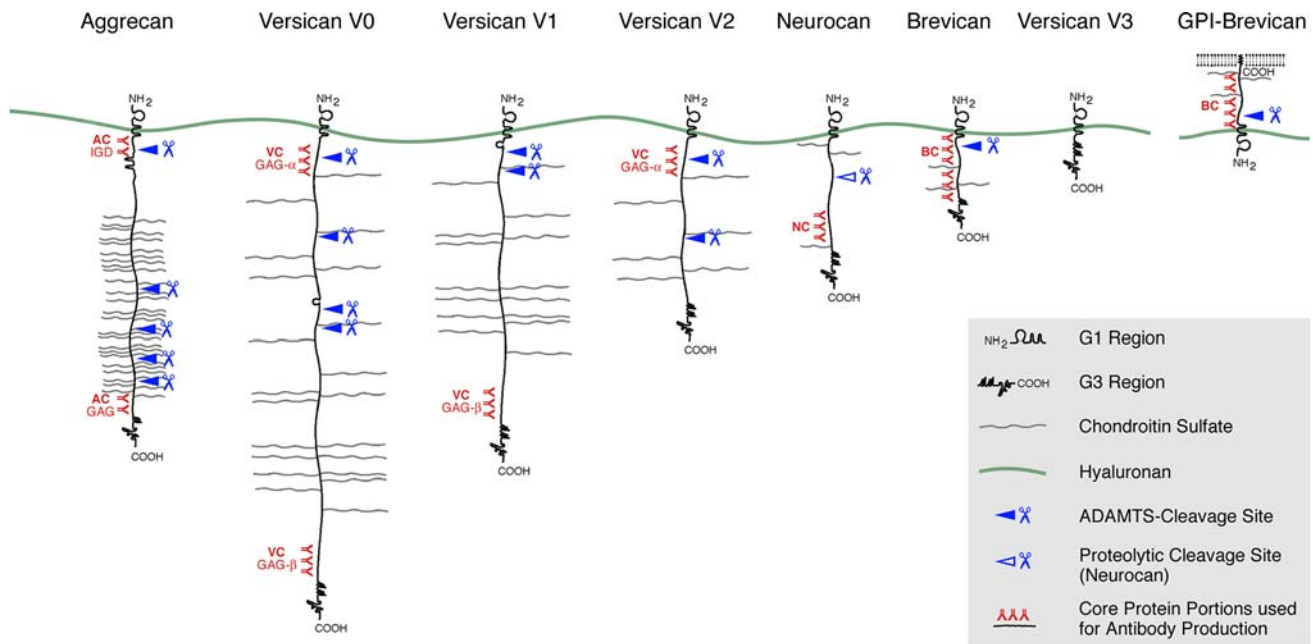 Aggrecan
Versican V0
Versican V1
Versican V2
Neurocan
Brevican
Versican V3
GPI-Brevican
NH2
AC
IGD
AC
GAG
COOH
NH2
VC
GAG-α
VC
GAG-β
COOH
NH2
VC
GAG-β
COOH
NH2
VC
GAG-α
COOH
NH2
NC
COOH
NH2
BC
COOH
NH2
COOH
COOH
BC
NH2
NH2
G1 Region
COOH
G3 Region
Chondroitin Sulfate
Hyaluronan
ADAMTS-Cleavage Site
Proteolytic Cleavage Site
(Neurocan)
Core Protein Portions used
for Antibody Production